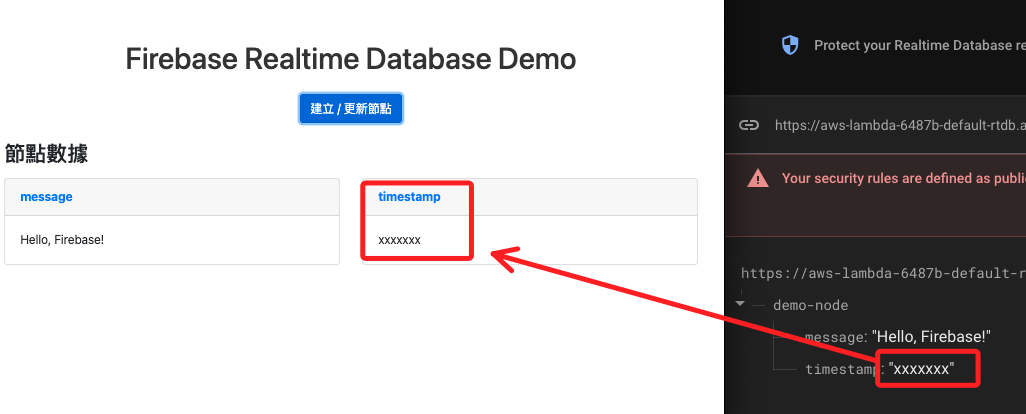 Firebase Realtime Database Demo
建立 / 更新節點
節點數據
message
Hello, Firebase!
timestamp
xxxxxxx
Protect your Realtime Database re
https://aws-lambda-6487b-default-rtdb.a
Your security rules are defined as publi
https://aws-lambda-6487b-default-r
demo-node
message: "Hello, Firebase!"
timestamp: "xxxxxxx"